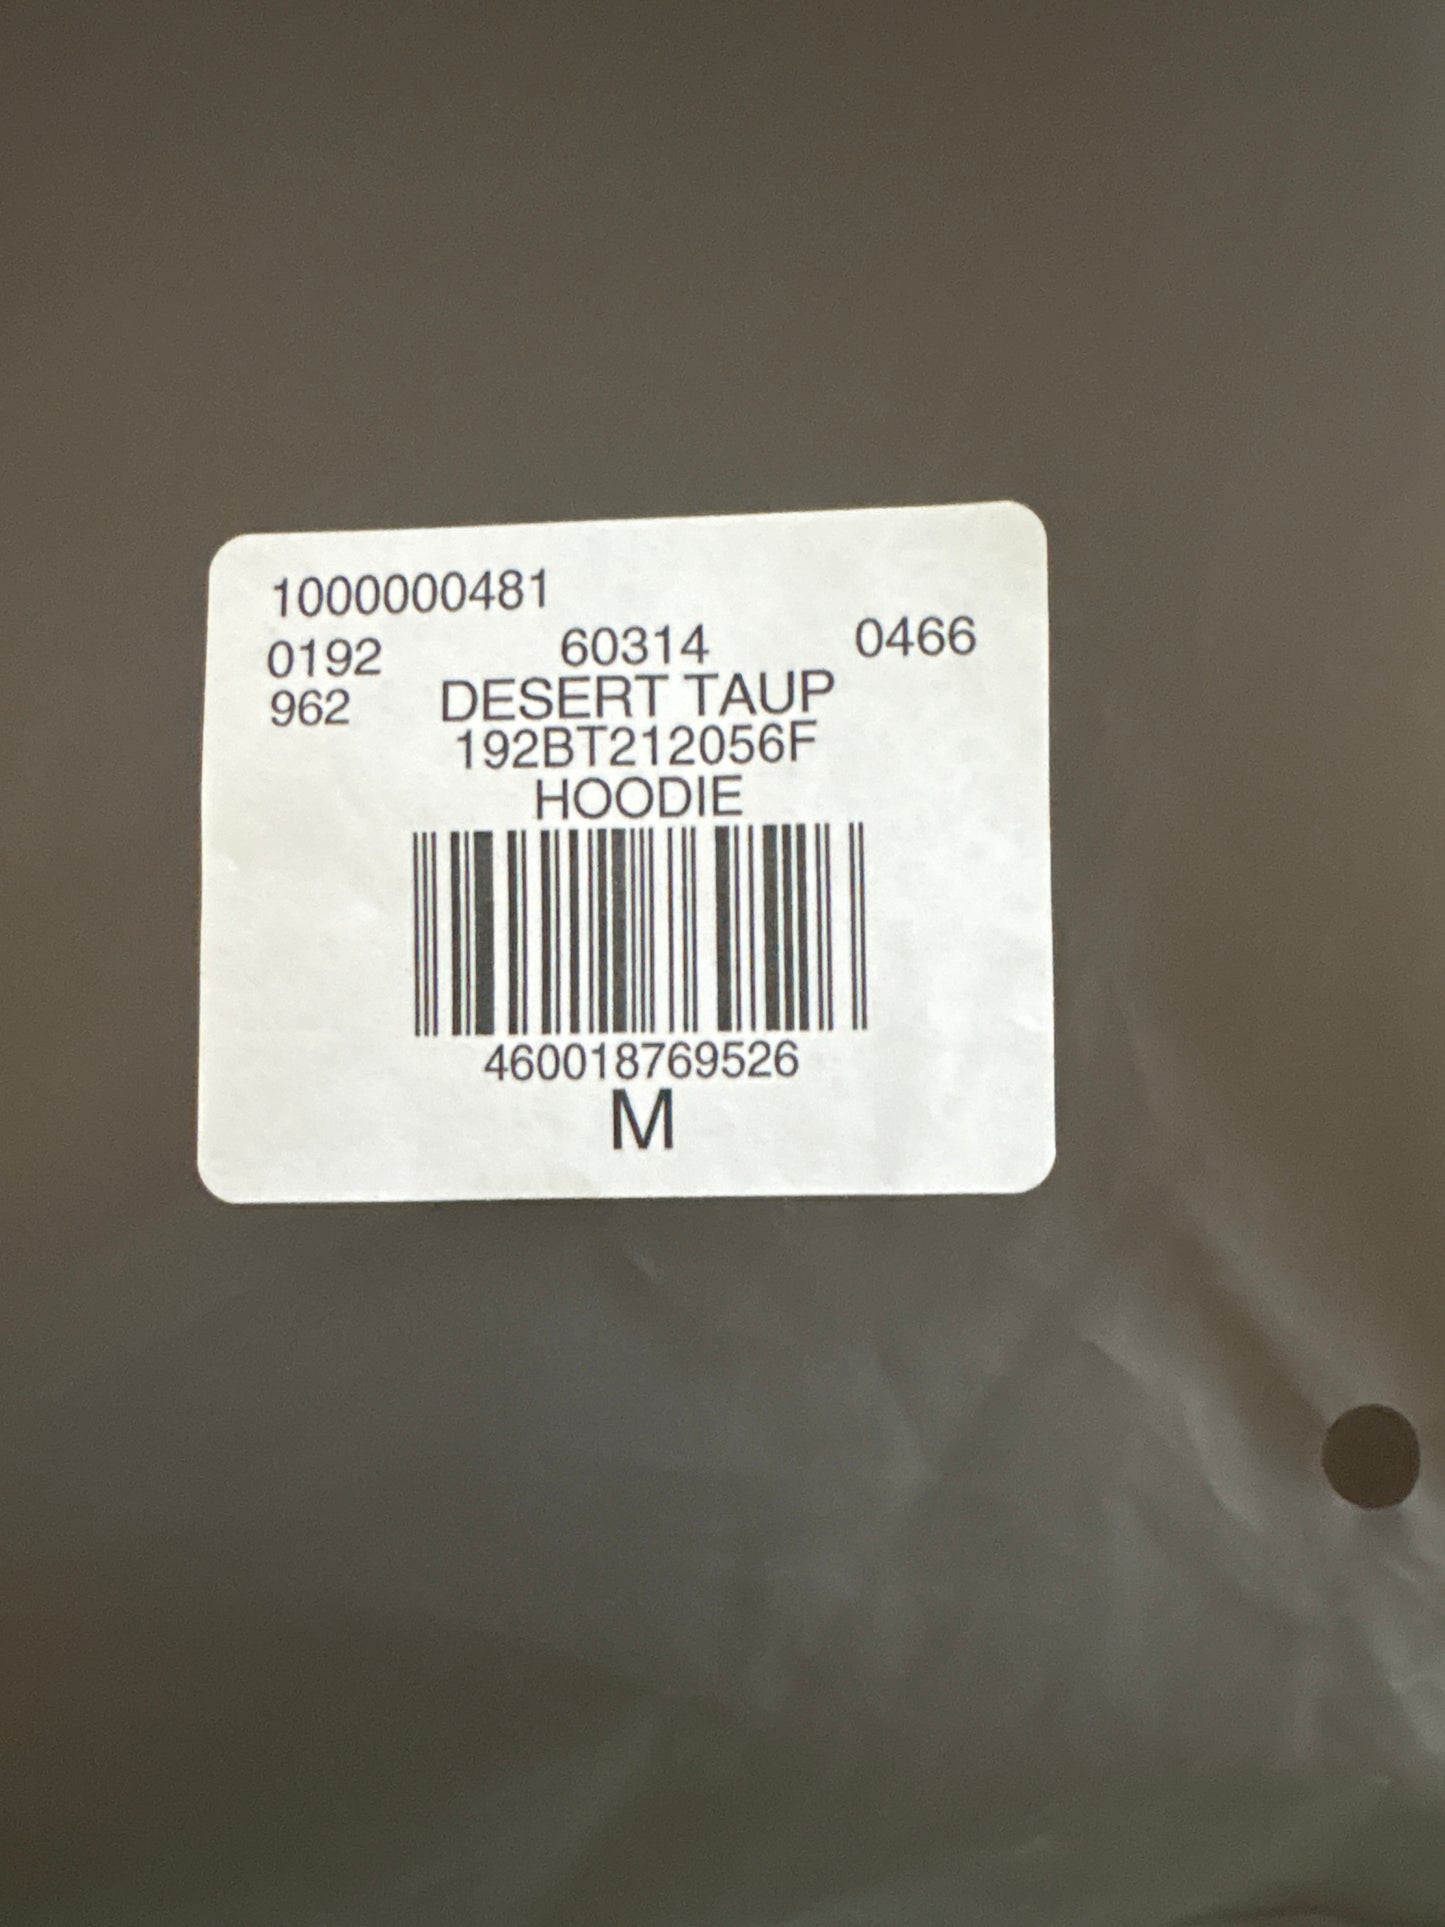 1000000481
0192 60314 0466
962 DESERT TAUP
192BT212056F
HOODIE
460018769526
M